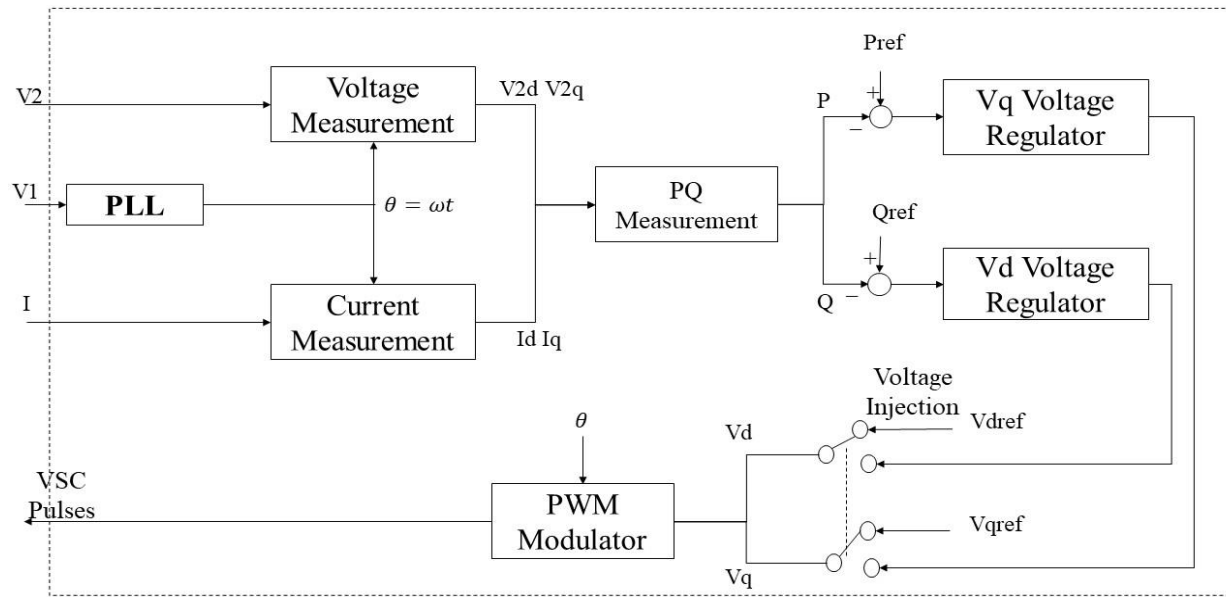 Pref
V2
Voltage
Measurement
V2d V2q
P
+
−
Vq Voltage
Regulator
V1
PLL
θ = ωt
PQ
Measurement
Qref
+
−
Q
Vd Voltage
Regulator
I
Current
Measurement
Id Iq
Voltage
Injection
θ
Vd
Vdref
VSC
Pulses
PWM
Modulator
Vqref
Vq